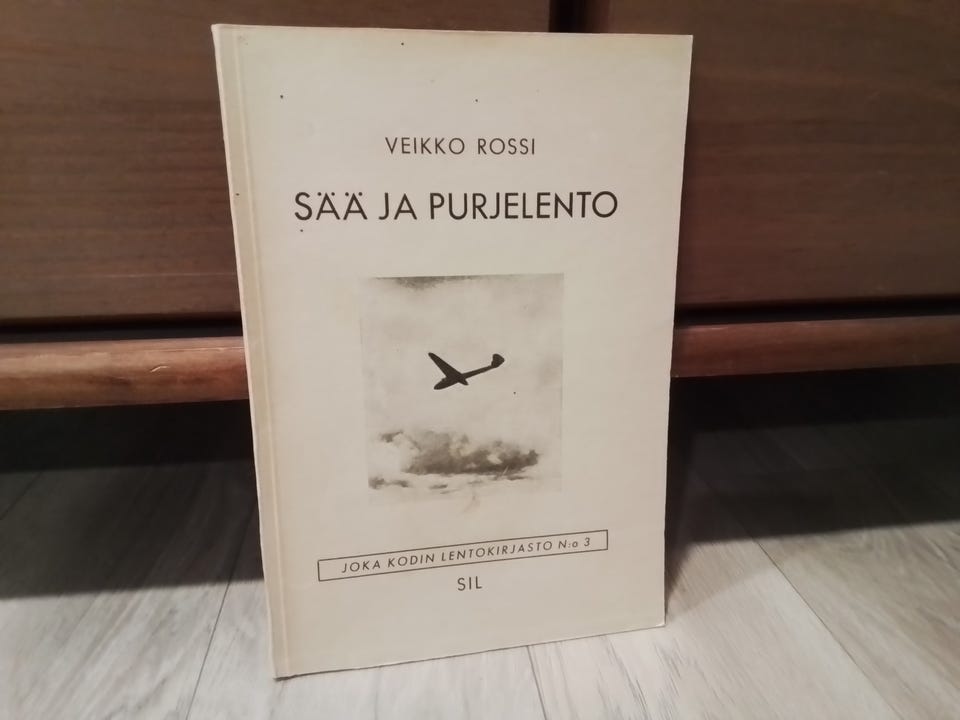 VEIKKO ROSSI
SÄÄ JA PURJELENTO
JOKA KODIN LENTOKIRJASTO N:o 3
SIL